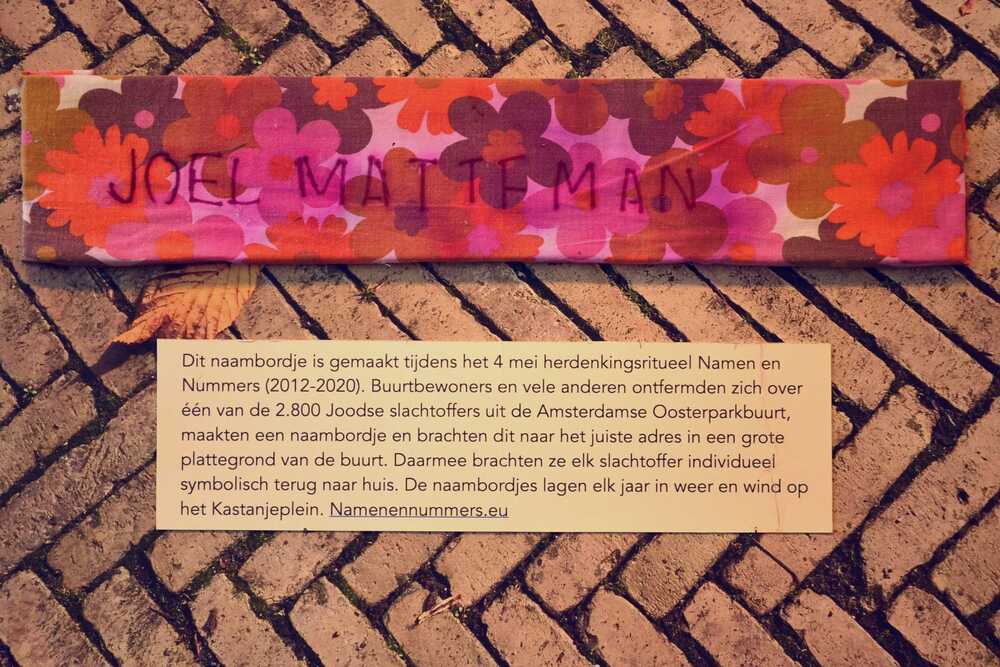 JOEL MATTEMAN
Dit naambordje is gemaakt tijdens het 4 mei herdenkingsritueel Namen en
Nummers (2012-2020). Buurtbewoners en vele anderen ontfermden zich over
één van de 2.800 Joodse slachtoffers uit de Amsterdamse Oosterparkbuurt,
maakten een naambordje en brachten dit naar het juiste adres in een grote
plattegrond van de buurt. Daarmee brachten ze elk slachtoffer individueel
symbolisch terug naar huis. De naambordjes lagen elk jaar in weer en wind op
het Kastanjeplein. Namenennummers.eu